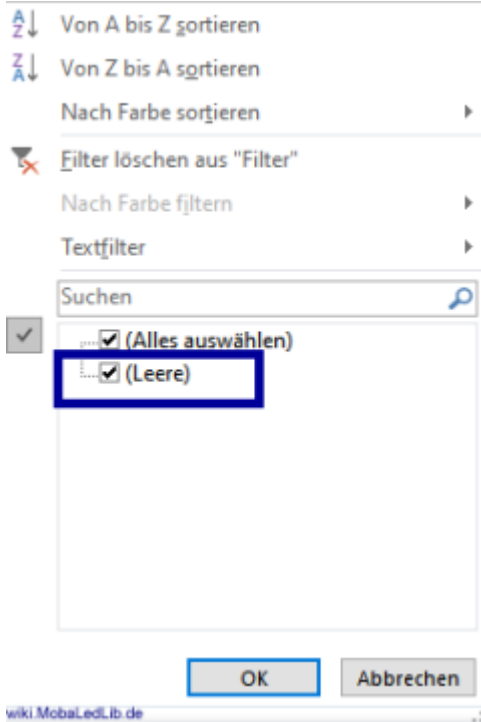 Von A bis Z sortieren
Von Z bis A sortieren
Nach Farbe sortieren
Filter löschen aus "Filter"
Nach Farbe filtern
Textfilter
Suchen
(Alles auswählen)
(Leere)
OK Abbrechen
wiki.MobaLedLib.de